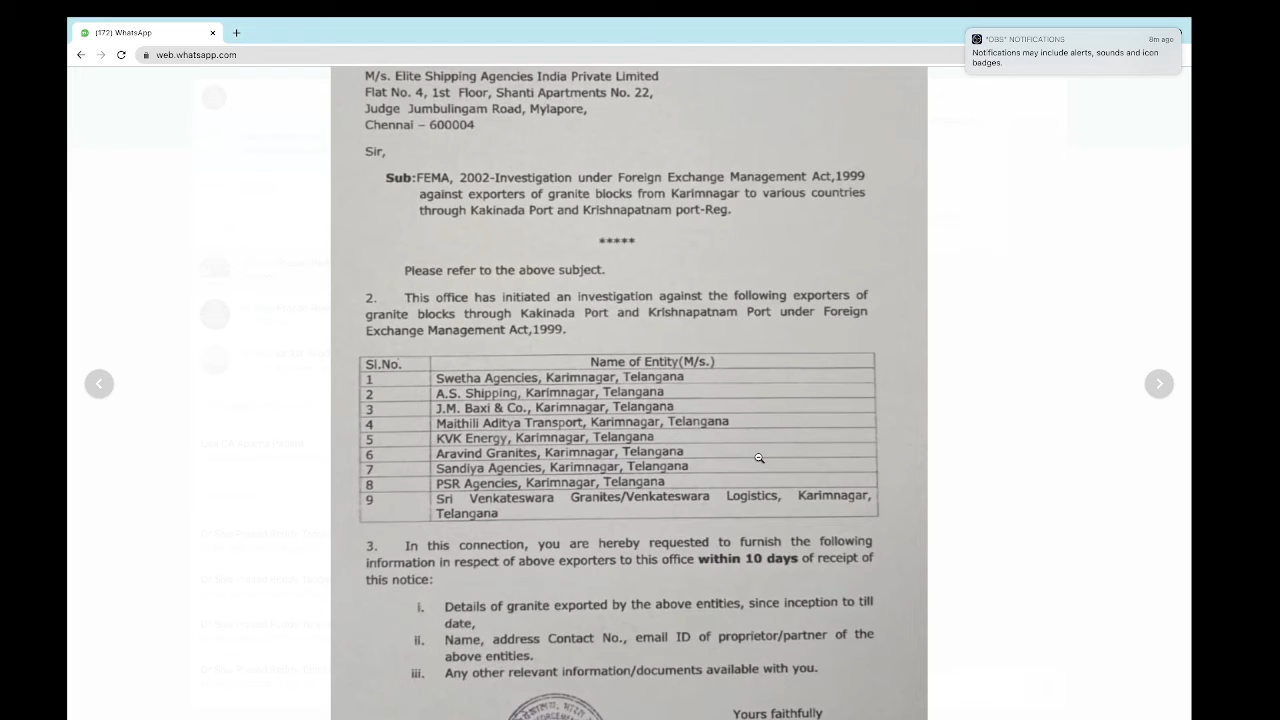 (172) WhatsApp
web.whatsapp.com
"OBS" NOTIFICATIONS
8m ago
Notifications may include alerts, sounds and icon
badges.
M/s. Elite Shipping Agencies India Private Limited
Flat No. 4, 1st Floor, Shanti Apartments No. 22,
Judge Jumbulingam Road, Mylapore,
Chennai – 600004
Sir,
Sub:FEMA, 2002-Investigation under Foreign Exchange Management Act,1999
against exporters of granite blocks from Karimnagar to various countries
through Kakinada Port and Krishnapatnam port-Reg.
*****
Please refer to the above subject.
2. This office has initiated an investigation against the following exporters of
granite blocks through Kakinada Port and Krishnapatnam Port under Foreign
Exchange Management Act,1999.
Sl.No. Name of Entity(M/s.)
1 Swetha Agencies, Karimnagar, Telangana
2 A.S. Shipping, Karimnagar, Telangana
3 J.M. Baxi & Co., Karimnagar, Telangana
4 Maithili Aditya Transport, Karimnagar, Telangana
5 KVK Energy, Karimnagar, Telangana
6 Aravind Granites, Karimnagar, Telangana
7 Sandiya Agencies, Karimnagar, Telangana
8 PSR Agencies, Karimnagar, Telangana
9 Sri Venkateswara Granites/Venkateswara Logistics, Karimnagar,
Telangana
3. In this connection, you are hereby requested to furnish the following
information in respect of above exporters to this office within 10 days of receipt of
this notice:
i. Details of granite exported by the above entities, since inception to till
date,
ii. Name, address Contact No., email ID of proprietor/partner of the
above entities.
iii. Any other relevant information/documents available with you.
Yours faithfully